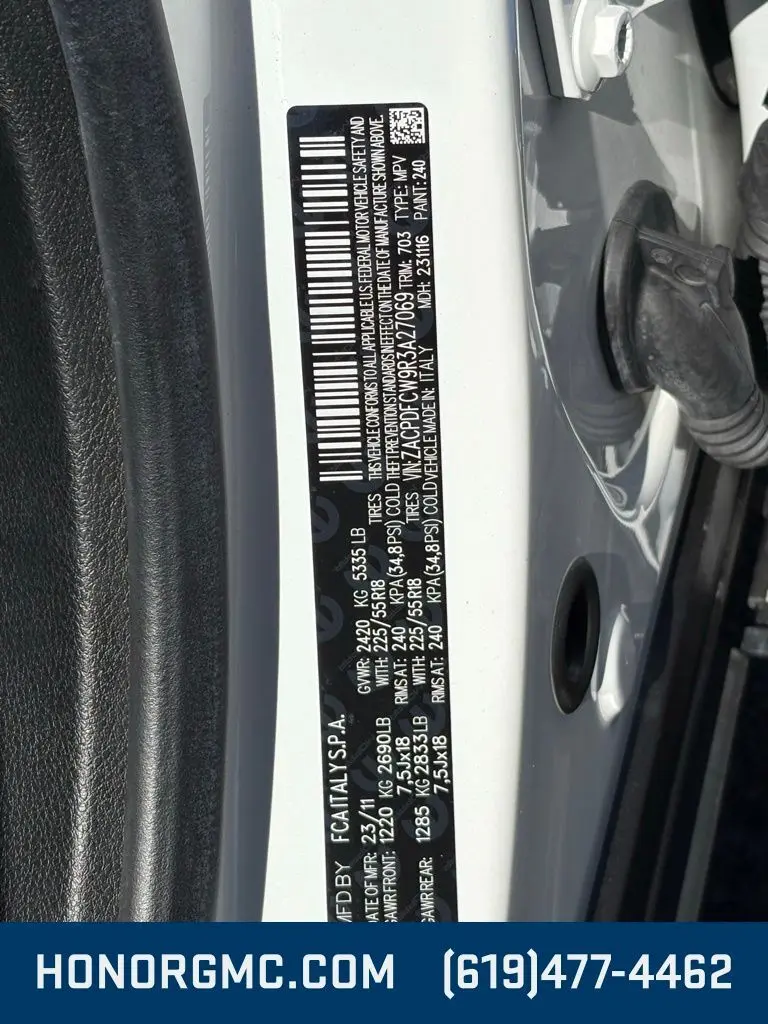 MFD BY FCA ITALY S.P.A.
DATE OF MFR: 23/11 GVWR: 2420 KG 5335 LB
GAWR FRONT: 1220 KG 2690LB WITH: 225/55R18 TIRES
7,5Jx18 RIMS AT: 240 KPA(34,8PSI) COLD
GAWR REAR: 1285 KG 2833LB WITH: 225/55R18 TIRES
7,5Jx18 RIMS AT: 240 KPA(34,8PSI) COLD
THIS VEHICLE CONFORMS TO ALL APPLICABLE U.S. FEDERAL MOTOR VEHICLE SAFETY AND
THEFT PREVENTION STANDARDS IN EFFECT ON THE DATE OF MANUFACTURE SHOWN ABOVE.
VIN: ZACPDFCW9R3A27069 TRIM: 703 TYPE: MPV
VEHICLE MADE IN: ITALY MDH: 231116 PAINT: 240
HONORGMC.COM (619)477-4462